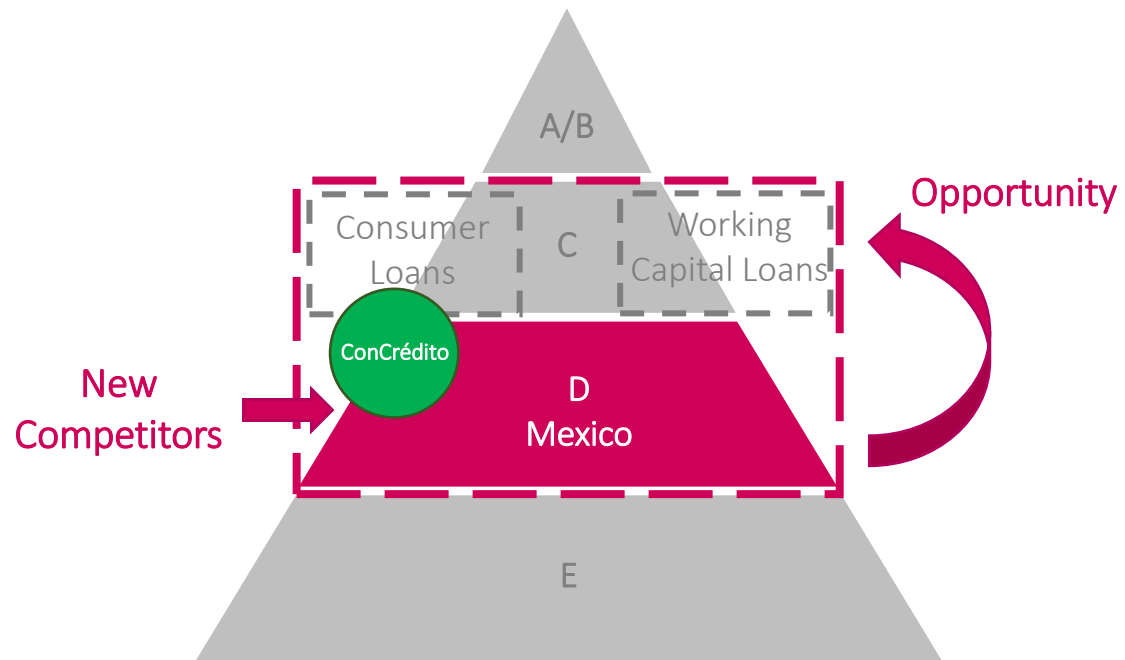 A/B
Opportunity
Consumer
Loans
C
Working
Capital Loans
ConCrédito
New
Competitors
D
Mexico
E